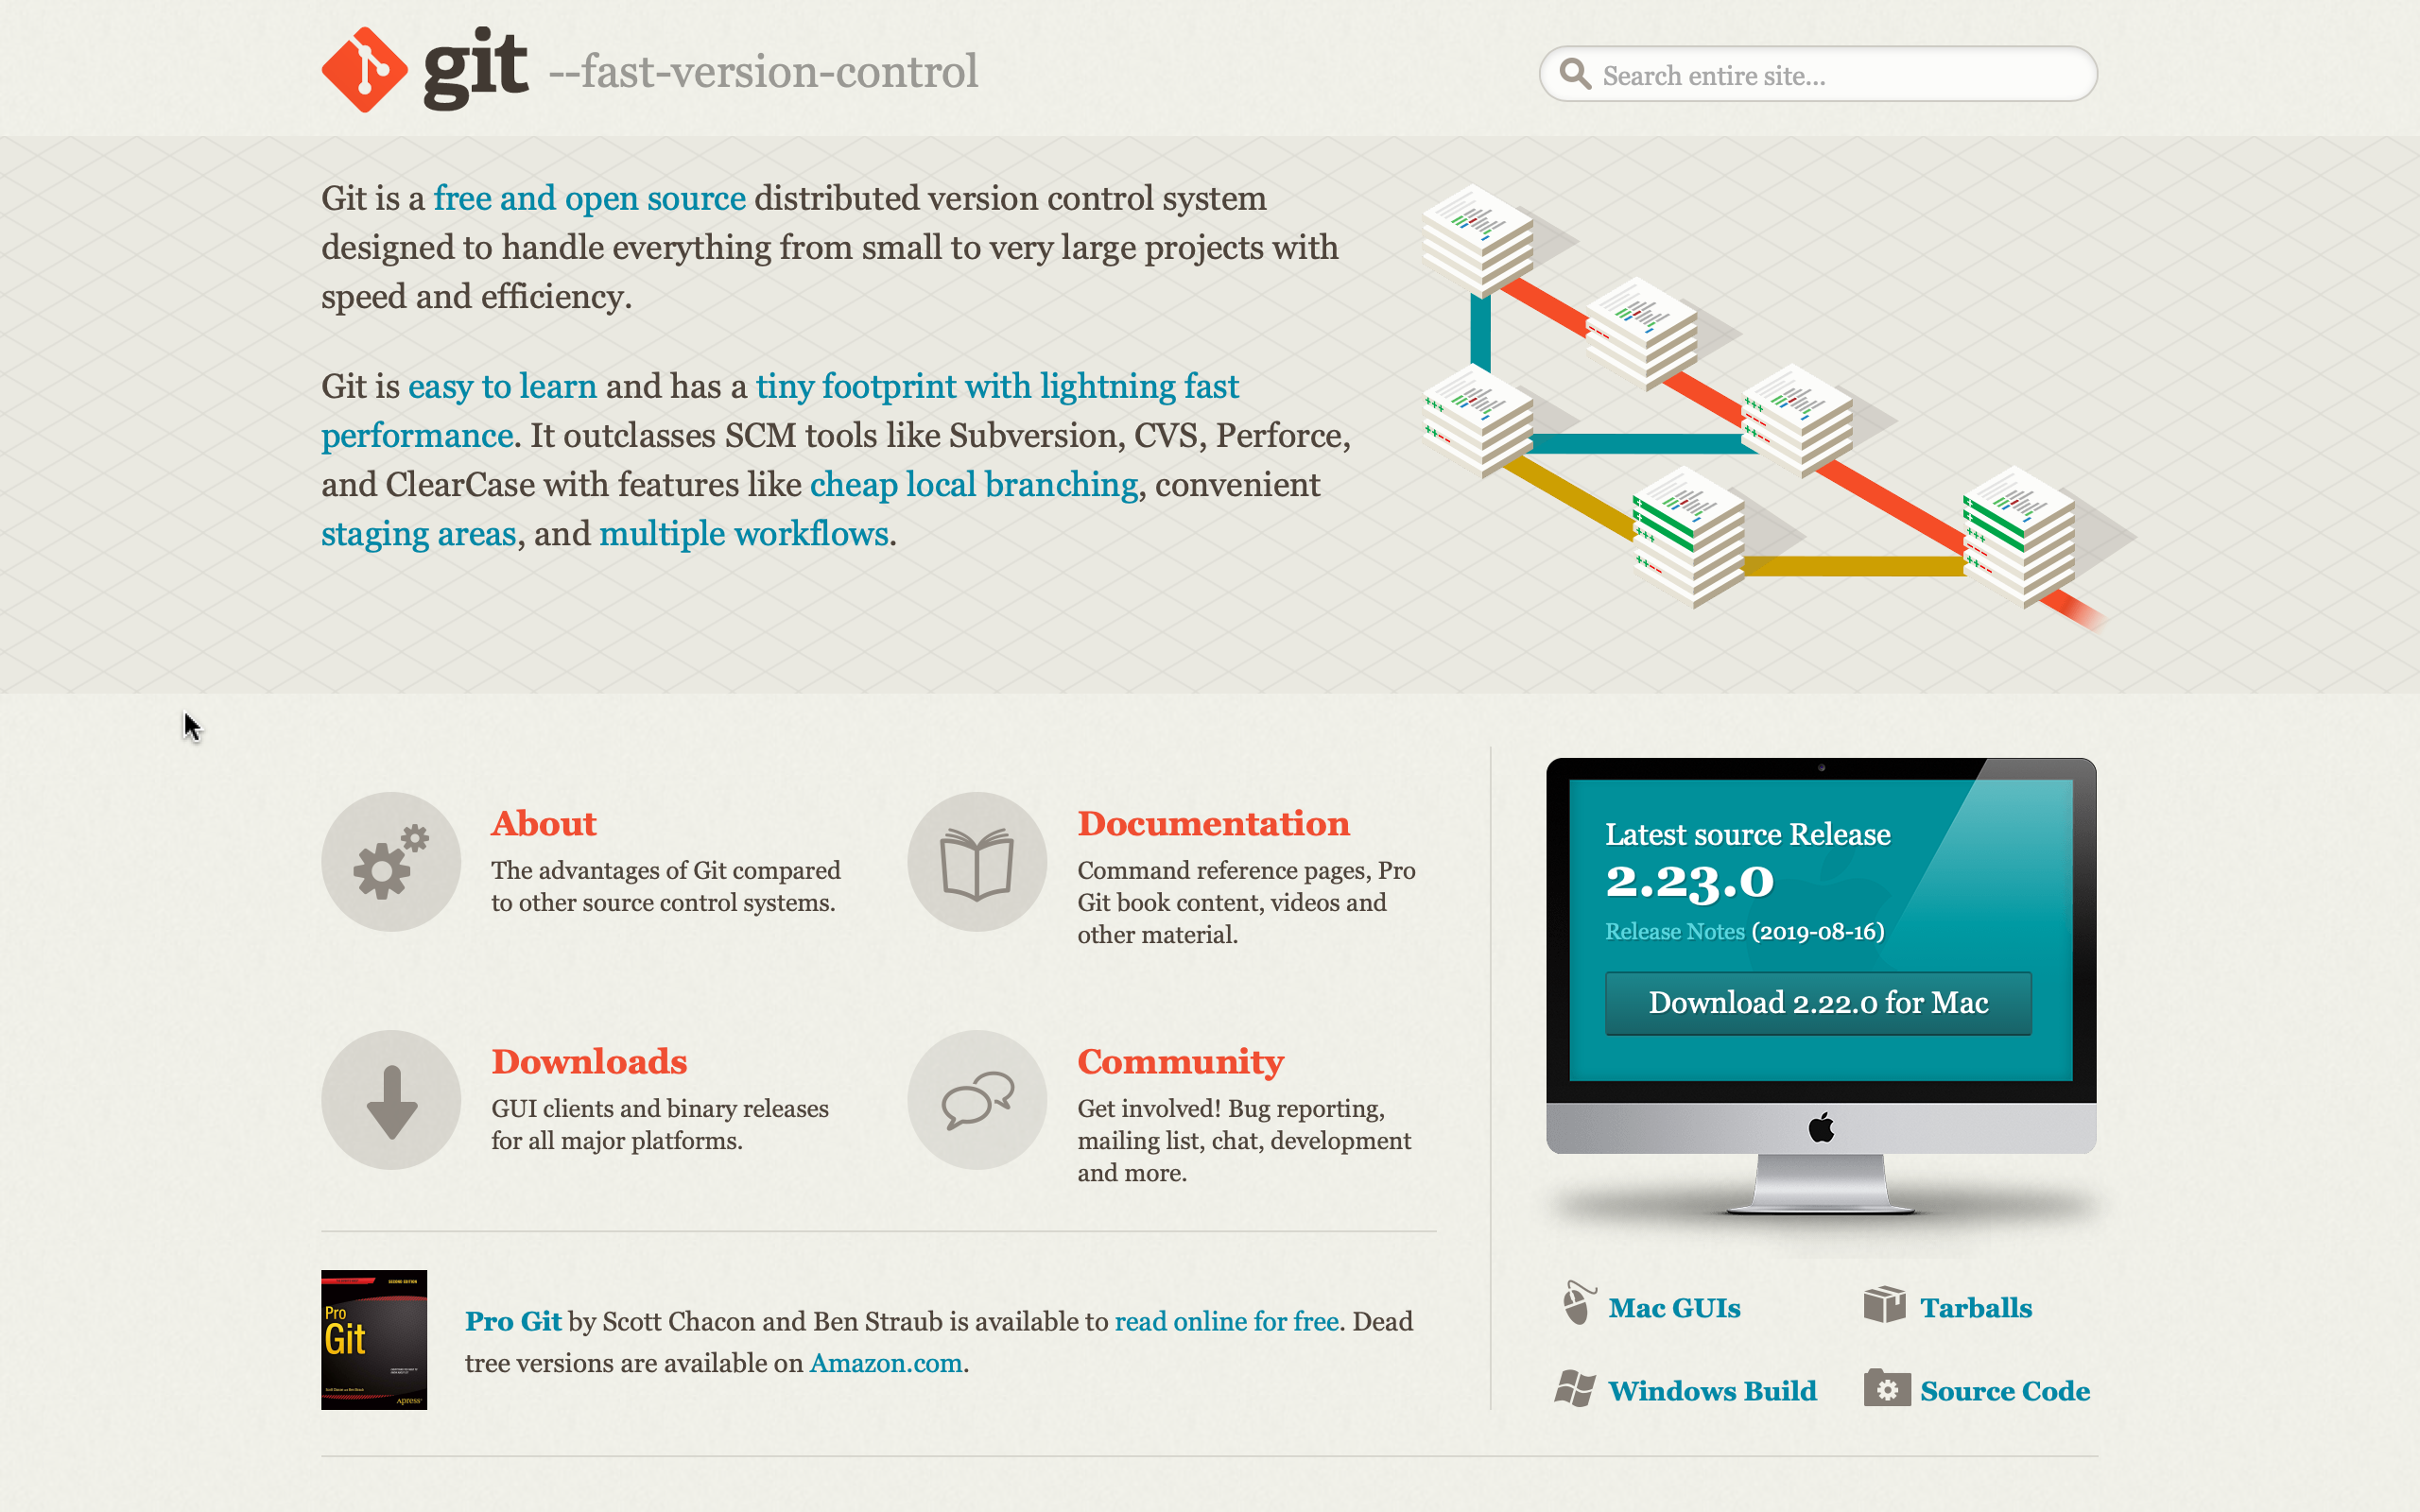 git --fast-version-control
Search entire site...
Git is a free and open source distributed version control system
designed to handle everything from small to very large projects with
speed and efficiency.
Git is easy to learn and has a tiny footprint with lightning fast
performance. It outclasses SCM tools like Subversion, CVS, Perforce,
and ClearCase with features like cheap local branching, convenient
staging areas, and multiple workflows.
About
The advantages of Git compared
to other source control systems.
Documentation
Command reference pages, Pro
Git book content, videos and
other material.
Downloads
GUI clients and binary releases
for all major platforms.
Community
Get involved! Bug reporting,
mailing list, chat, development
and more.
Pro
Git
Apress
Pro Git by Scott Chacon and Ben Straub is available to read online for free. Dead
tree versions are available on Amazon.com.
Latest source Release
2.23.0
Release Notes (2019-08-16)
Download 2.22.0 for Mac
Mac GUIs
Tarballs
Windows Build
Source Code